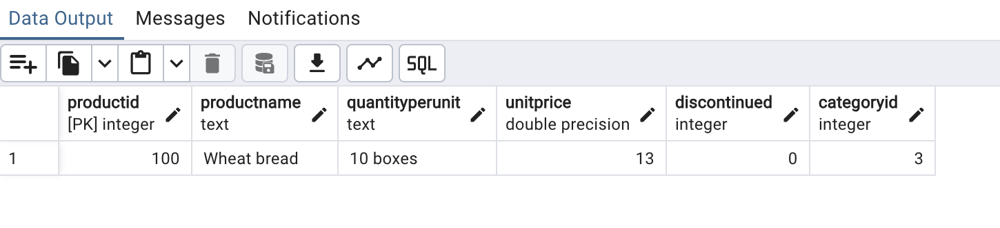 Data Output Messages Notifications
SQL
productid productname quantityperunit unitprice discontinued categoryid
[PK] integer text text double precision integer integer
1 100 Wheat bread 10 boxes 13 0 3